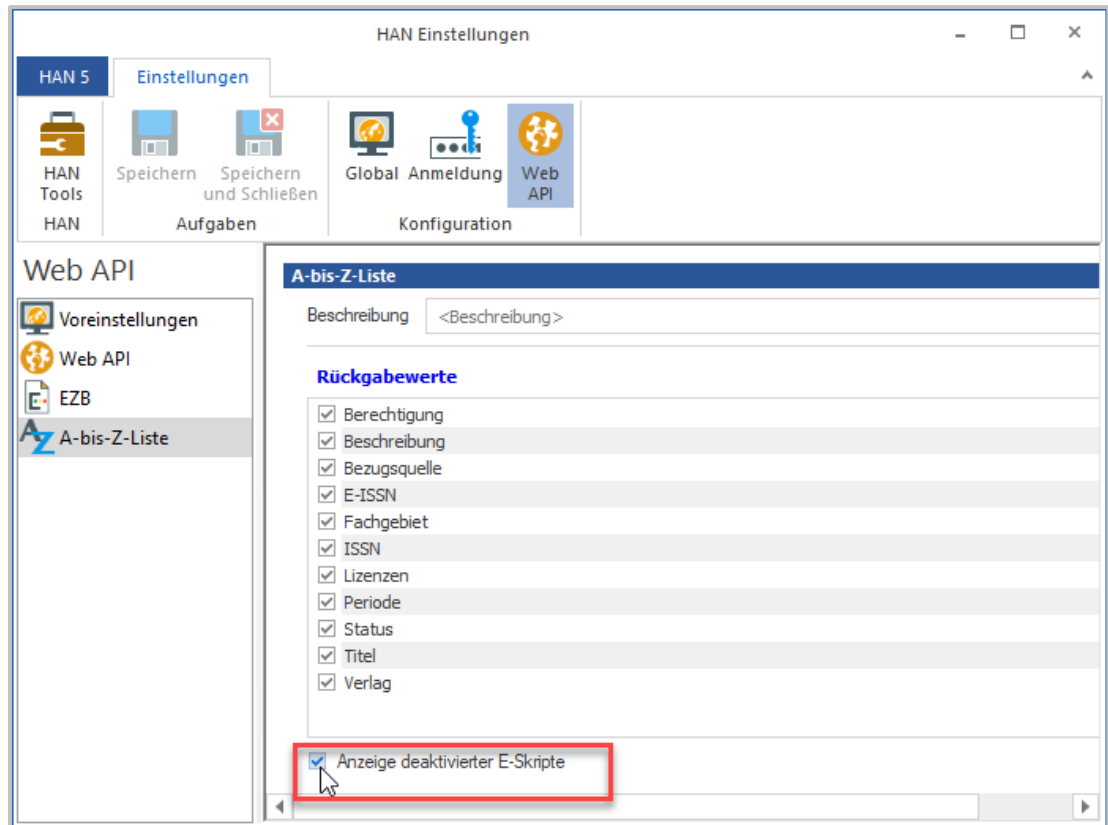 HAN Einstellungen
HAN 5 Einstellungen
HAN Tools
Speichern
Speichern und Schließen
Global
Anmeldung
Web API
HAN Aufgaben Konfiguration
Web API
Voreinstellungen
Web API
EZB
A-bis-Z-Liste
A-bis-Z-Liste
Beschreibung <Beschreibung>
Rückgabewerte
Berechtigung
Beschreibung
Bezugsquelle
E-ISSN
Fachgebiet
ISSN
Lizenzen
Periode
Status
Titel
Verlag
Anzeige deaktivierter E-Skripte